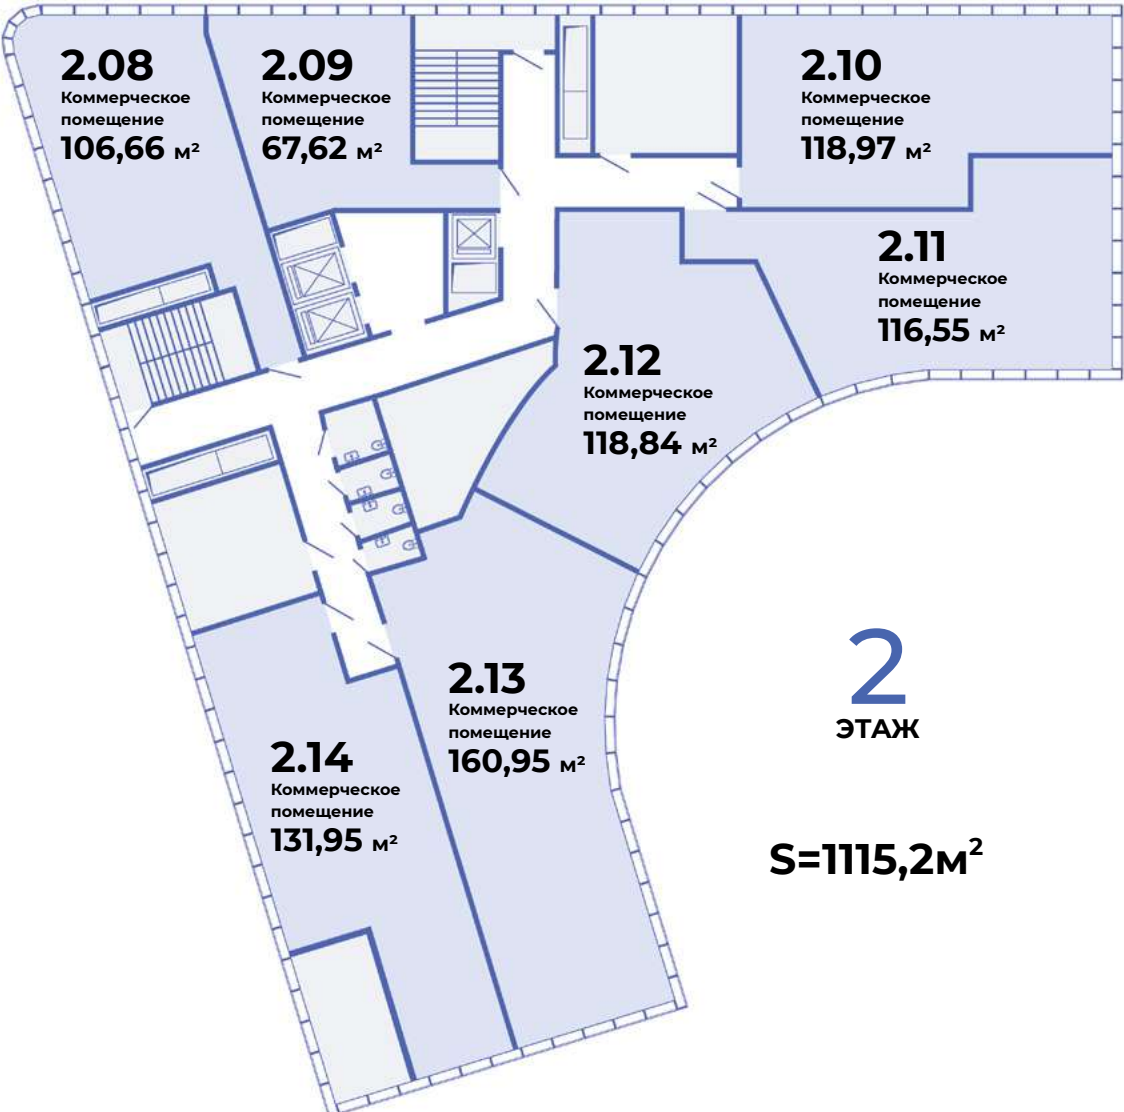 2.08
Коммерческое
помещение
106,66 м²
2.09
Коммерческое
помещение
67,62 м²
2.10
Коммерческое
помещение
118,97 м²
2.11
Коммерческое
помещение
116,55 м²
2.12
Коммерческое
помещение
118,84 м²
2.13
Коммерческое
помещение
160,95 м²
2.14
Коммерческое
помещение
131,95 м²
2
ЭТАЖ
S=1115,2м²